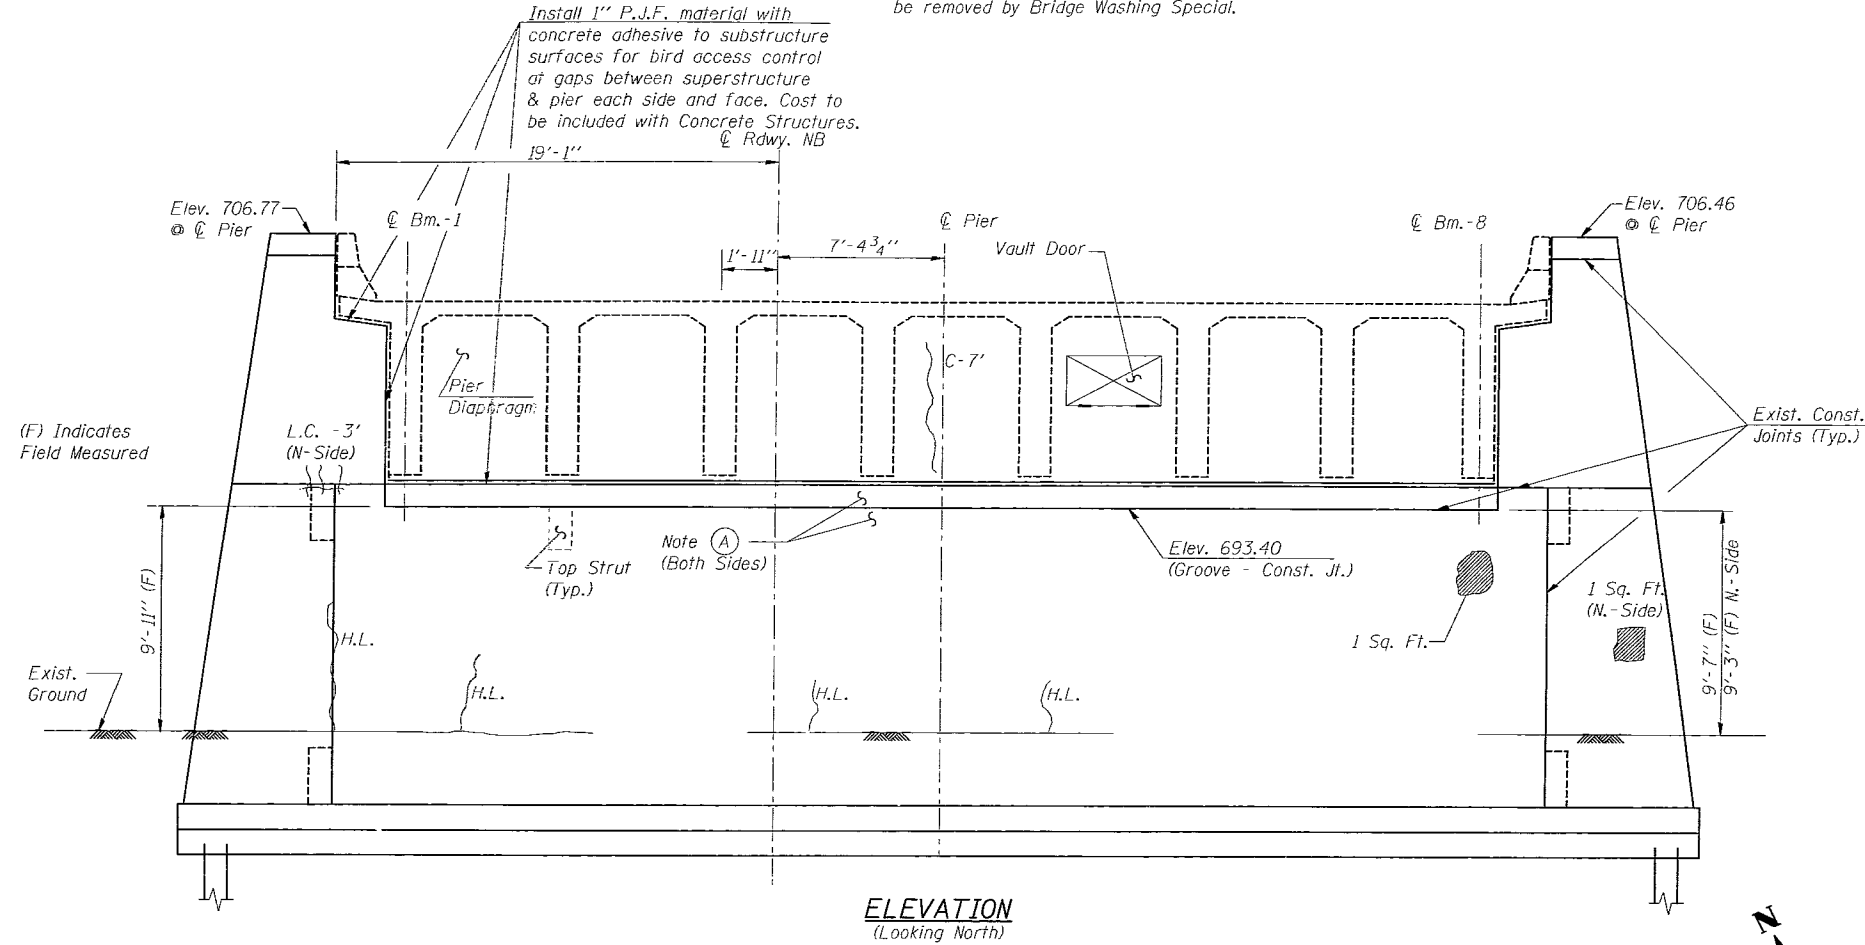 be removed by Bridge Washing Special.
Install 1" P.J.F. material with
concrete adhesive to substructure
surfaces for bird access control
at gaps between superstructure
& pier each side and face. Cost to
be included with Concrete Structures.
℄ Rdwy. NB
19'-1"
Elev. 706.77
@ ℄ Pier
℄ Bm.-1
1'-11"
7'-4 3/4"
℄ Pier
Vault Door
℄ Bm.-8
Elev. 706.46
@ ℄ Pier
Pier
Diaphragm
C-7'
(F) Indicates
Field Measured
L.C. -3'
(N-Side)
Exist. Const.
Joints (Typ.)
9'-11" (F)
Top Strut
(Typ.)
Note A
(Both Sides)
Elev. 693.40
(Groove - Const. Jt.)
1 Sq. Ft.
1 Sq. Ft.
(N.-Side)
9'-7" (F)
9'-3" (F) N.-Side
Exist.
Ground
H.L.
H.L.
H.L.
H.L.
ELEVATION
(Looking North)
N